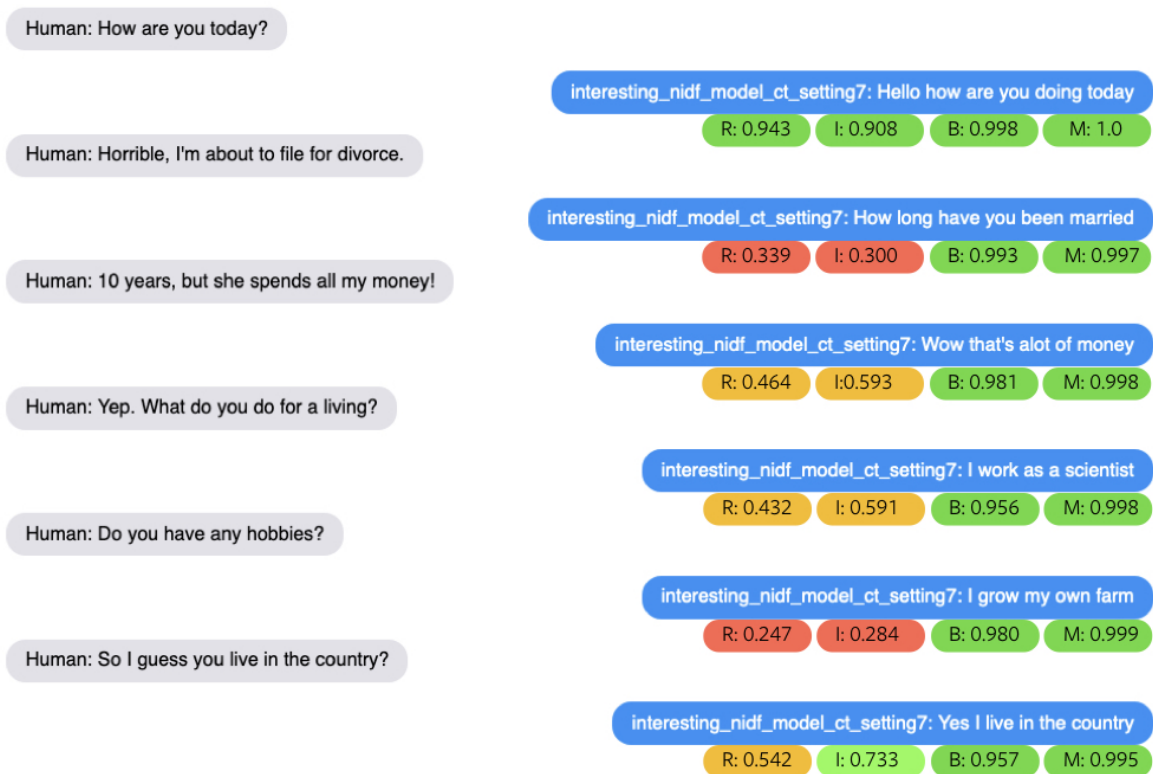 Human: How are you today?
interesting_nidf_model_ct_setting7: Hello how are you doing today
R: 0.943 I: 0.908 B: 0.998 M: 1.0
Human: Horrible, I'm about to file for divorce.
interesting_nidf_model_ct_setting7: How long have you been married
R: 0.339 I: 0.300 B: 0.993 M: 0.997
Human: 10 years, but she spends all my money!
interesting_nidf_model_ct_setting7: Wow that's alot of money
R: 0.464 I:0.593 B: 0.981 M: 0.998
Human: Yep. What do you do for a living?
interesting_nidf_model_ct_setting7: I work as a scientist
R: 0.432 I: 0.591 B: 0.956 M: 0.998
Human: Do you have any hobbies?
interesting_nidf_model_ct_setting7: I grow my own farm
R: 0.247 I: 0.284 B: 0.980 M: 0.999
Human: So I guess you live in the country?
interesting_nidf_model_ct_setting7: Yes I live in the country
R: 0.542 I: 0.733 B: 0.957 M: 0.995